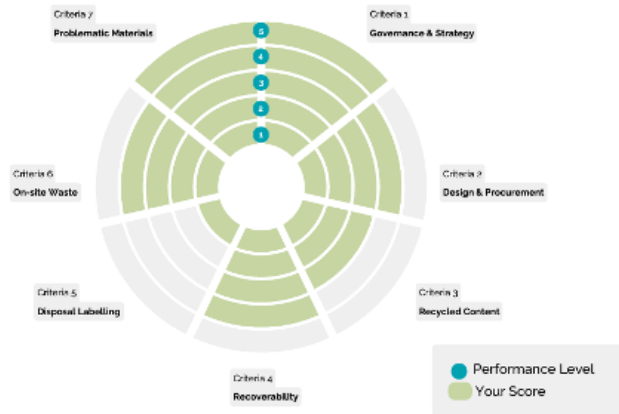 Criteria 7
Problematic Materials
Criteria 1
Governance & Strategy
5
4
3
2
1
Criteria 6
On-site Waste
Criteria 2
Design & Procurement
Criteria 5
Disposal Labelling
Criteria 3
Recycled Content
Criteria 4
Recoverability
Performance Level
Your Score